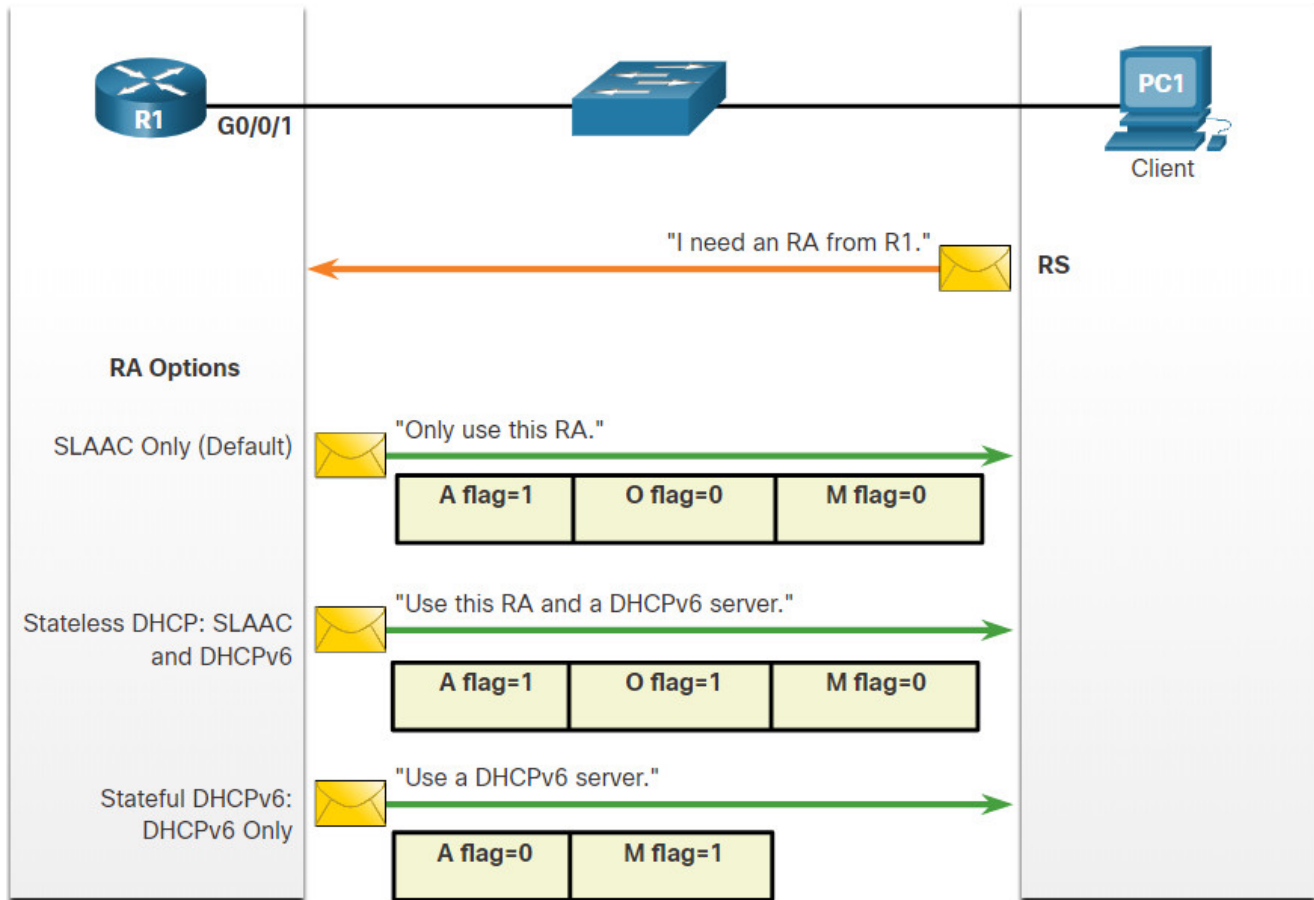 R1
G0/0/1
PC1
Client
"I need an RA from R1."
RS
RA Options
SLAAC Only (Default)
"Only use this RA."
A flag=1
O flag=0
M flag=0
Stateless DHCP: SLAAC
and DHCPv6
"Use this RA and a DHCPv6 server."
A flag=1
O flag=1
M flag=0
Stateful DHCPv6:
DHCPv6 Only
"Use a DHCPv6 server."
A flag=0
M flag=1